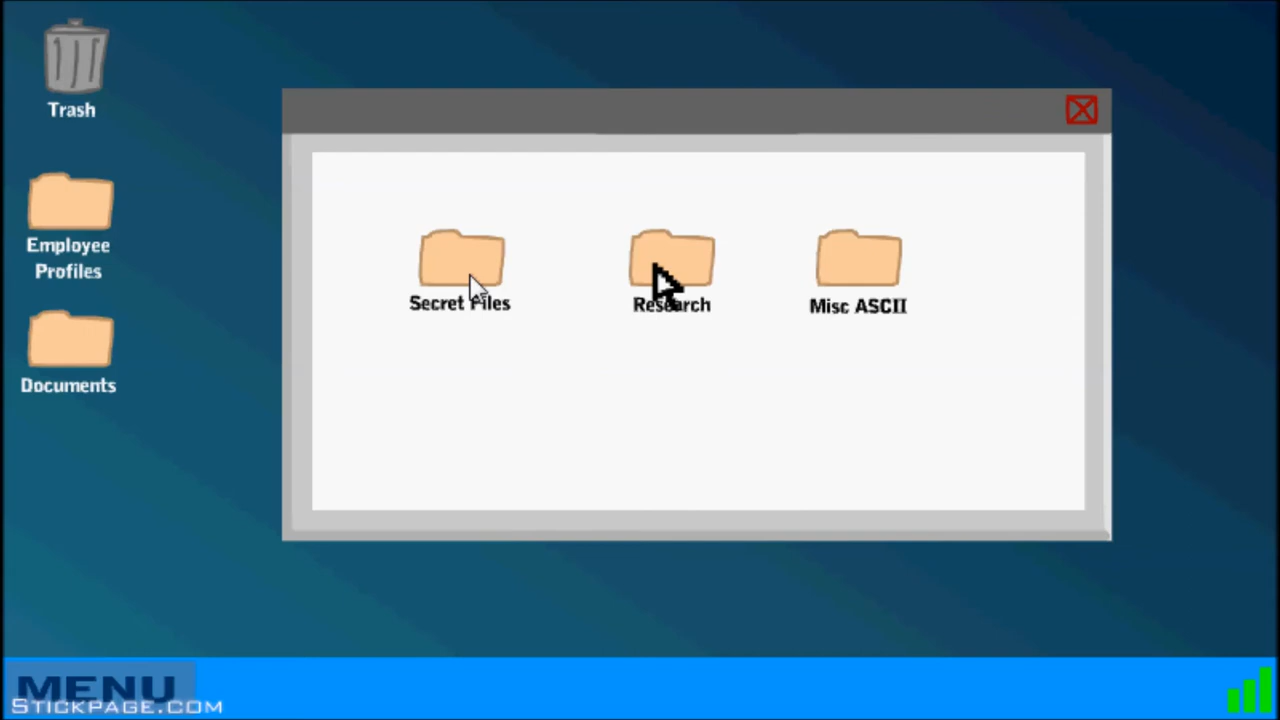 Trash
Employee
Profiles
Documents
Secret Files
Research
Misc ASCII
MENU
STICKPAGE.COM